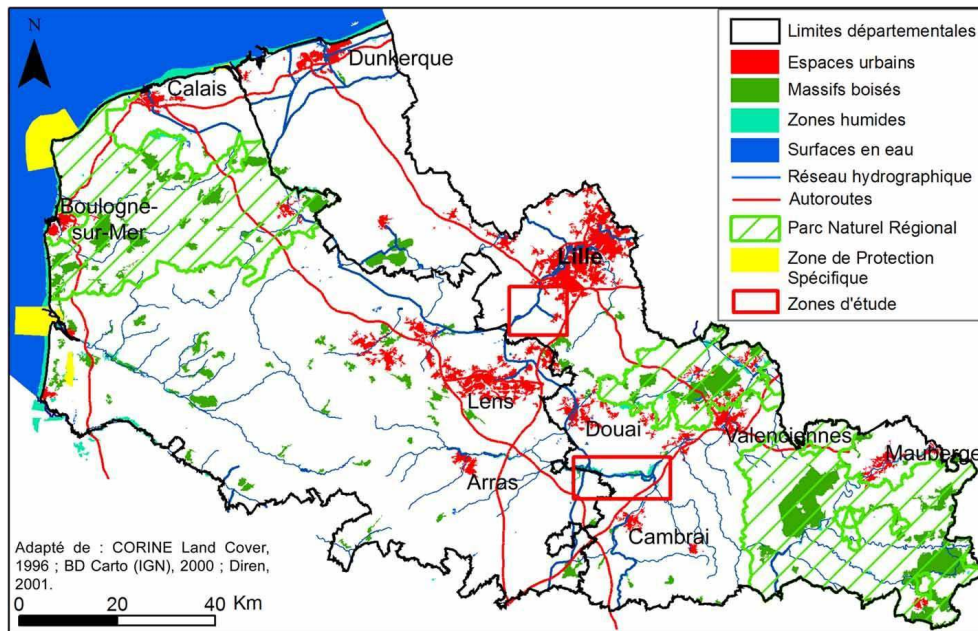 N
Dunkerque
Calais
Boulogne-
sur-Mer
Lille
Lens
Douai
Valenciennes
Mauberge
Arras
Cambrai
Limites départementales
Espaces urbains
Massifs boisés
Zones humides
Surfaces en eau
Réseau hydrographique
Autoroutes
Parc Naturel Régional
Zone de Protection
Spécifique
Zones d'étude
Adapté de : CORINE Land Cover,
1996 ; BD Carto (IGN), 2000 ; Diren,
2001.
0 20 40 Km